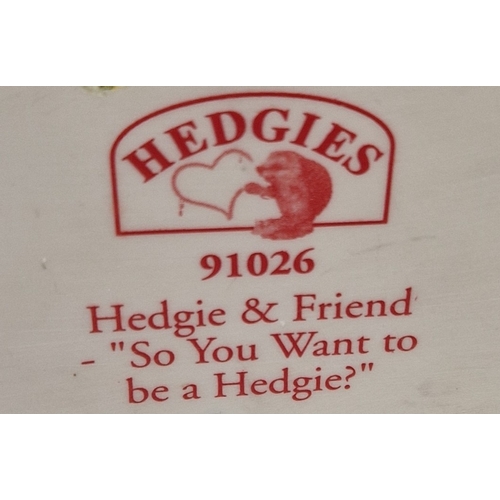 HEDGIES
91026
Hedgie & Friend
- "So You Want to
be a Hedgie?"